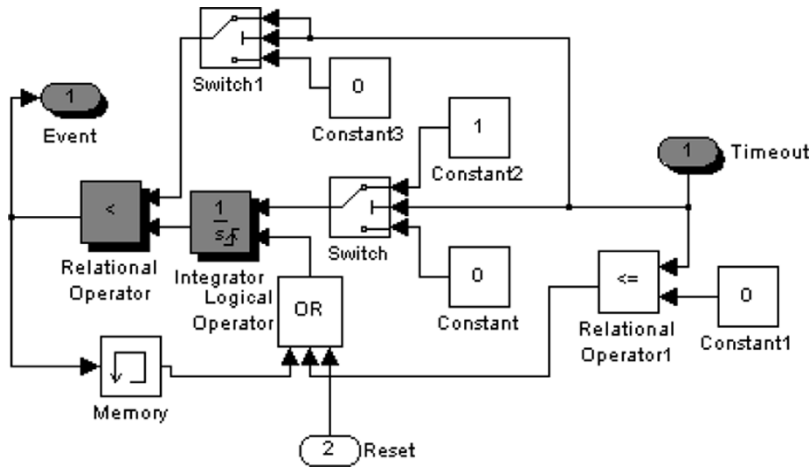 Switch1
0
Constant3
1
Event
1
Constant2
1
Timeout
<
Relational
Operator
1
s
Integrator
Switch
0
Constant
<=
Relational
Operator1
0
Constant1
Logical
Operator
OR
Memory
2
Reset